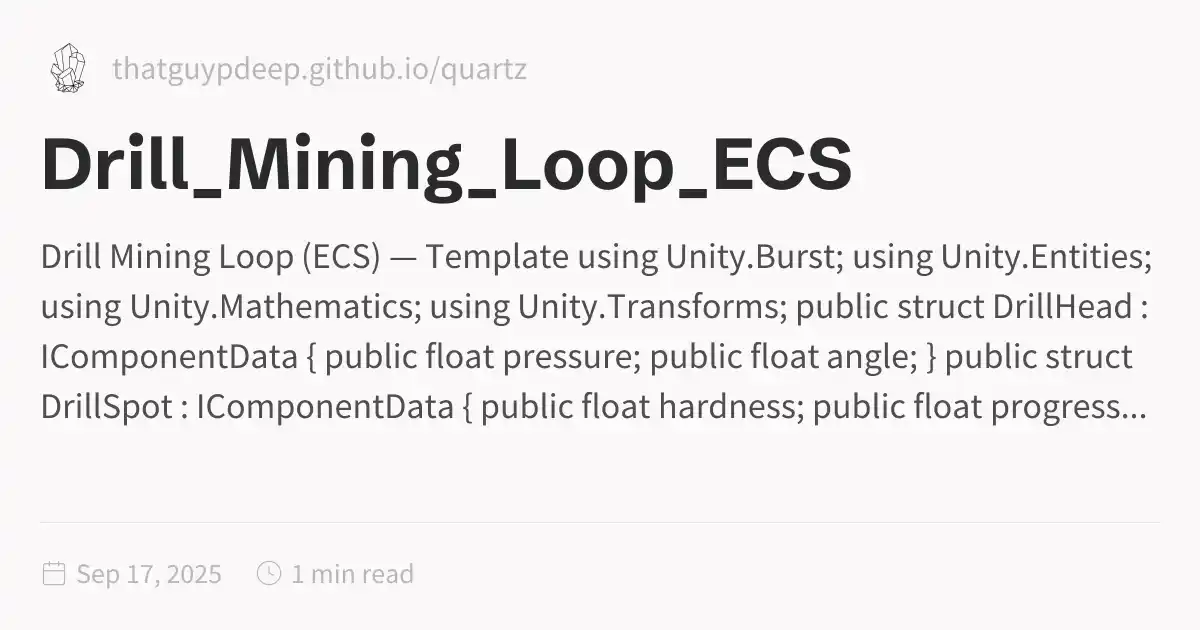 thatguypdeep.github.io/quartz
Drill_Mining_Loop_ECS
Drill Mining Loop (ECS) — Template using Unity.Burst; using Unity.Entities;
using Unity.Mathematics; using Unity.Transforms; public struct DrillHead :
IComponentData { public float pressure; public float angle; } public struct
DrillSpot : IComponentData { public float hardness; public float progress...
Sep 17, 2025 1 min read